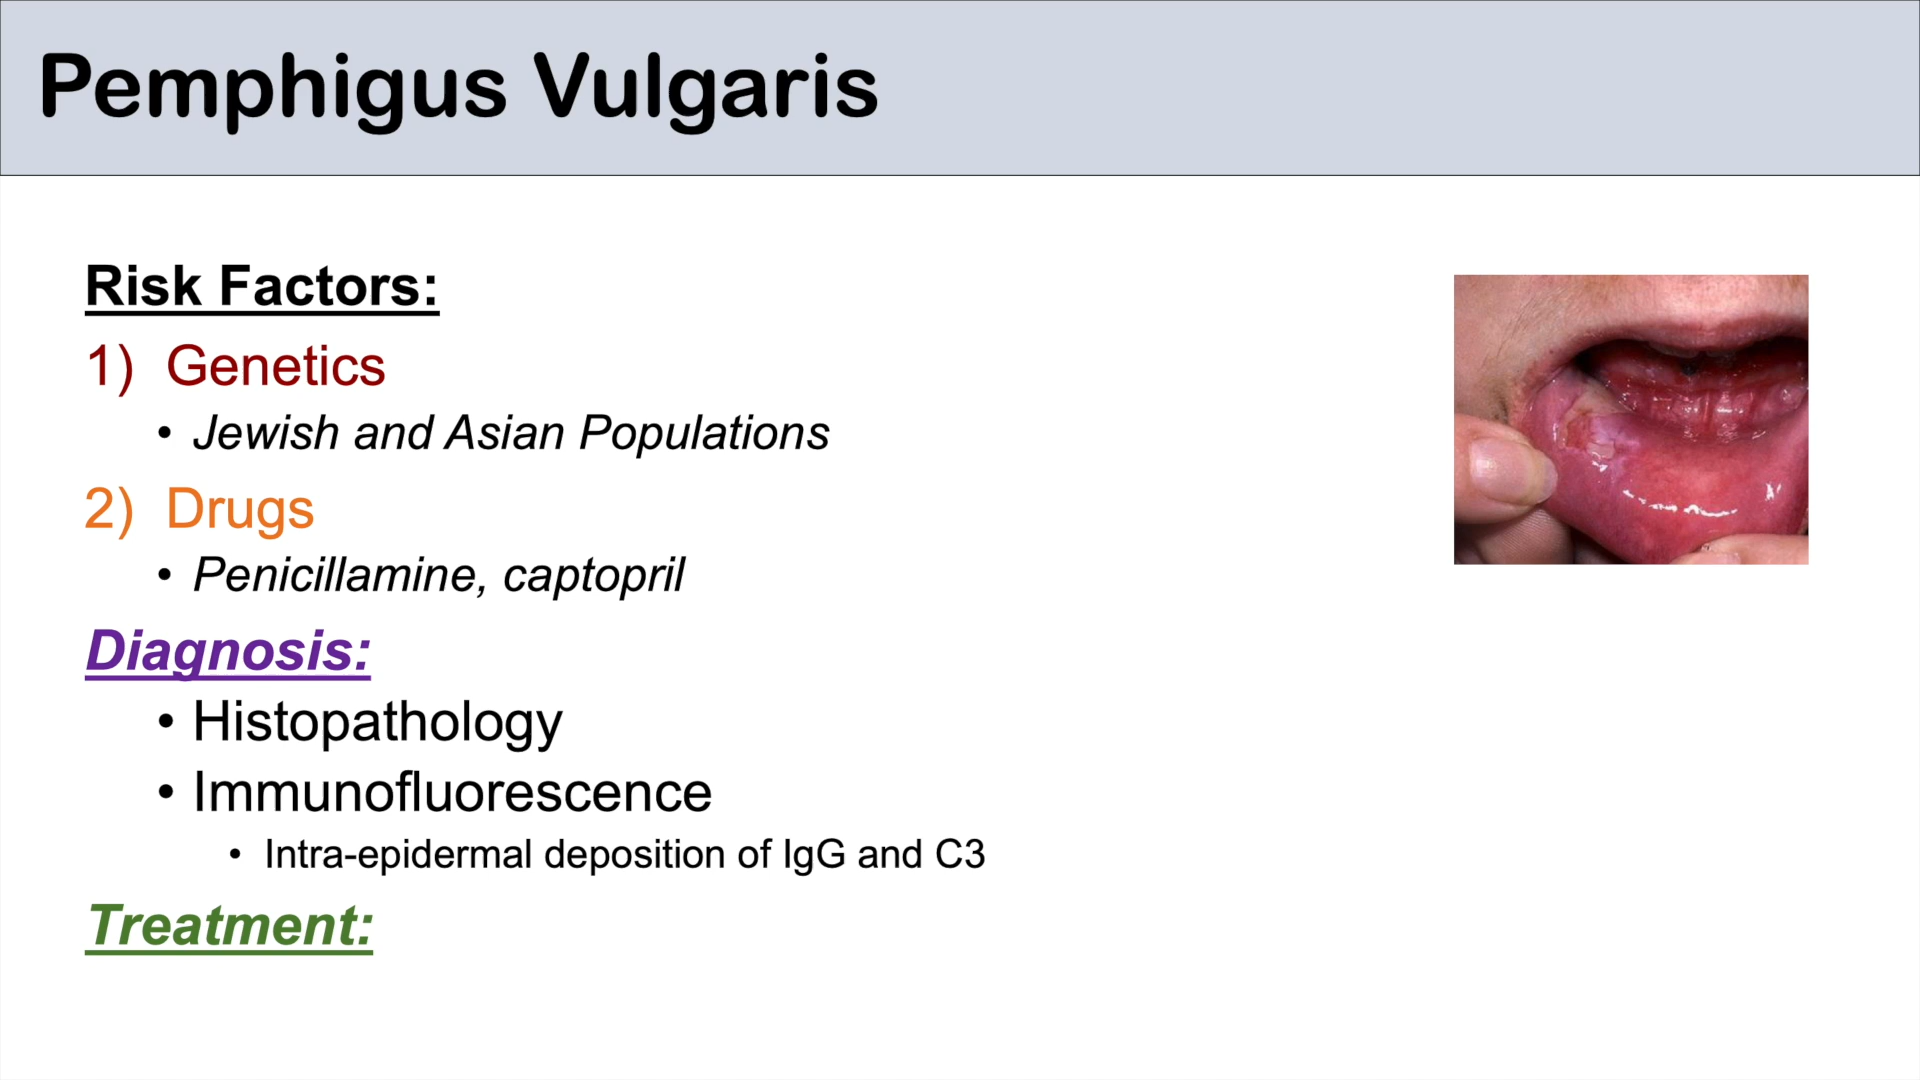 Pemphigus Vulgaris
Risk Factors:
1) Genetics
• Jewish and Asian Populations
2) Drugs
• Penicillamine, captopril
Diagnosis:
• Histopathology
• Immunofluorescence
• Intra-epidermal deposition of IgG and C3
Treatment: